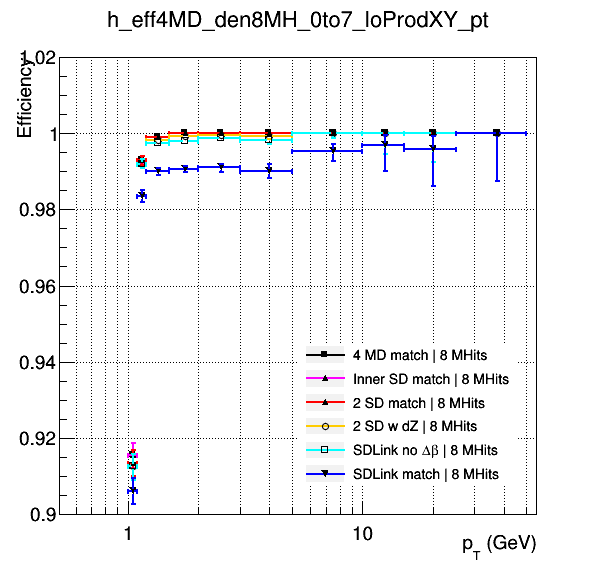 h_eff4MD_den8MH_0to7_loProdXY_pt
Efficiency
1.02
1
0.98
0.96
0.94
0.92
0.9
4 MD match | 8 MHits
Inner SD match | 8 MHits
2 SD match | 8 MHits
2 SD w dZ | 8 MHits
SDLink no Δβ | 8 MHits
SDLink match | 8 MHits
1
10
p_T (GeV)